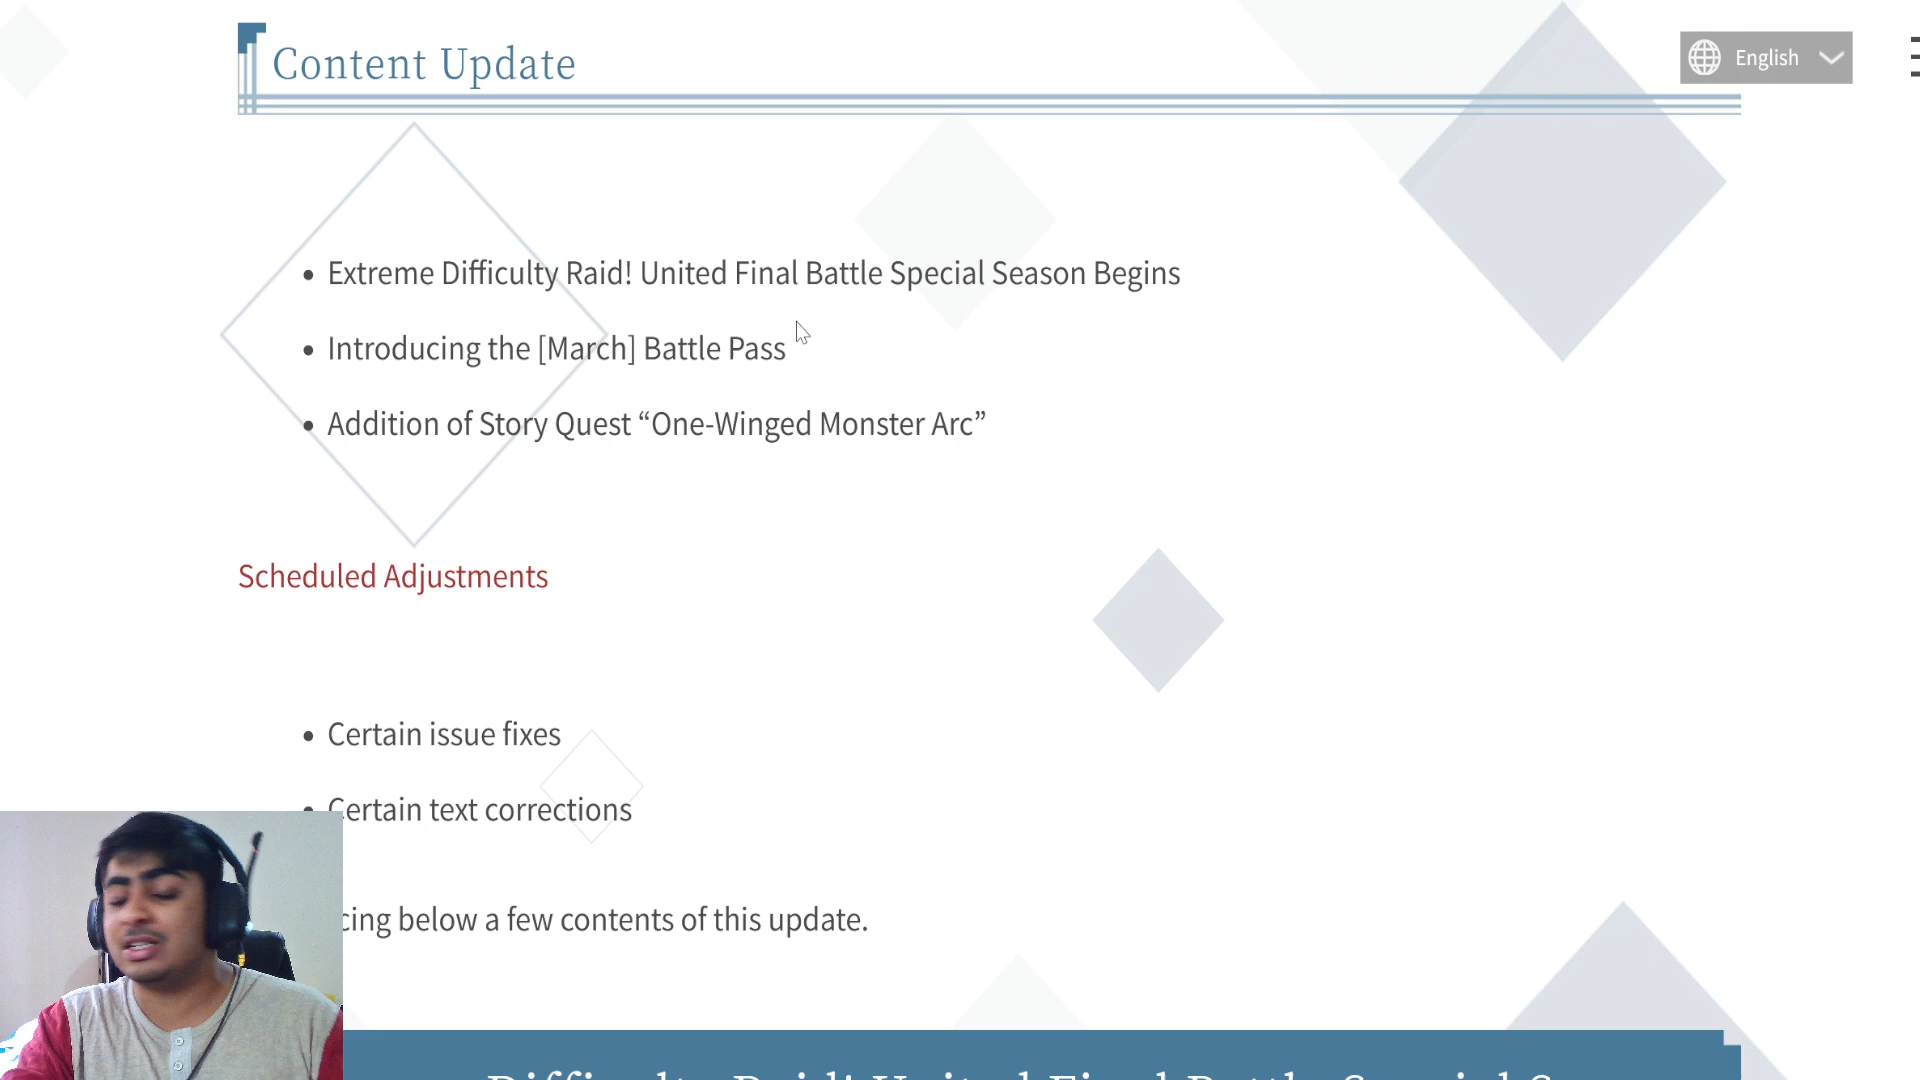 Content Update
English
Extreme Difficulty Raid! United Final Battle Special Season Begins
Introducing the [March] Battle Pass
Addition of Story Quest “One-Winged Monster Arc”
Scheduled Adjustments
Certain issue fixes
Certain text corrections
below a few contents of this update.